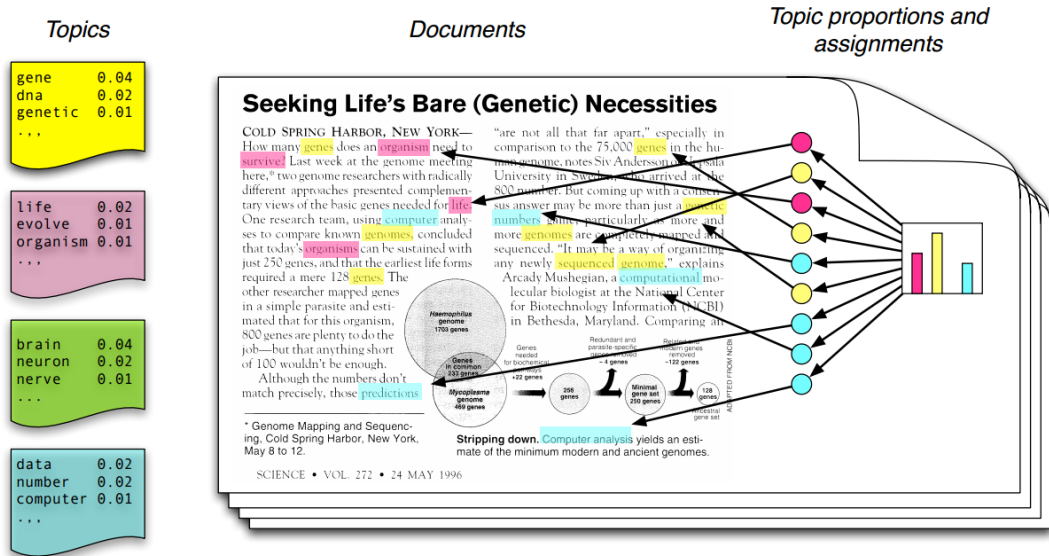 Topics
Documents
Topic proportions and
assignments
gene 0.04
dna 0.02
genetic 0.01
.,,
life 0.02
evolve 0.01
organism 0.01
.,,
brain 0.04
neuron 0.02
nerve 0.01
...
data 0.02
number 0.02
computer 0.01
.,,
Seeking Life's Bare (Genetic) Necessities
COLD SPRING HARBOR, NEW YORK—
How many genes does an organism need to
survive? Last week at the genome meeting
here,* two genome researchers with radically
different approaches presented complemen-
tary views of the basic genes needed for life.
One research team, using computer analy-
ses to compare known genomes, concluded
that today's organisms can be sustained with
just 250 genes, and that the earliest life forms
required a mere 128 genes. The
other researcher mapped genes
in a simple parasite and esti-
mated that for this organism,
800 genes are plenty to do the
job—but that anything short
of 100 wouldn't be enough.
Although the numbers don't
match precisely, those predictions
* Genome Mapping and Sequenc-
ing, Cold Spring Harbor, New York,
May 8 to 12.
"are not all that far apart," especially in
comparison to the 75,000 genes in the hu-
man genome, notes Siv Andersson of Uppsala
University in Sweden, who arrived at the
800 number. But coming up with a consen-
sus answer may be more than just a genetic
numbers game, particularly as more and
more genomes are completely mapped and
sequenced. "It may be a way of organizing
any newly sequenced genome," explains
Arcady Mushegian, a computational mo-
lecular biologist at the National Center
for Biotechnology Information (NCBI)
in Bethesda, Maryland. Comparing an
Haemophilus
genome
1703 genes
Genes
in common
233 genes
Mycoplasma
genome
469 genes
Genes
needed
for biochemical
pathways
+22 genes
256
genes
Redundant and
parasite-specific
genes removed
– 4 genes
Minimal
gene set
250 genes
Related and
modern genes
removed
–122 genes
128
genes
Ancestral
gene set
ADAPTED FROM NCBI
Stripping down. Computer analysis yields an esti-
mate of the minimum modern and ancient genomes.
SCIENCE • VOL. 272 • 24 MAY 1996